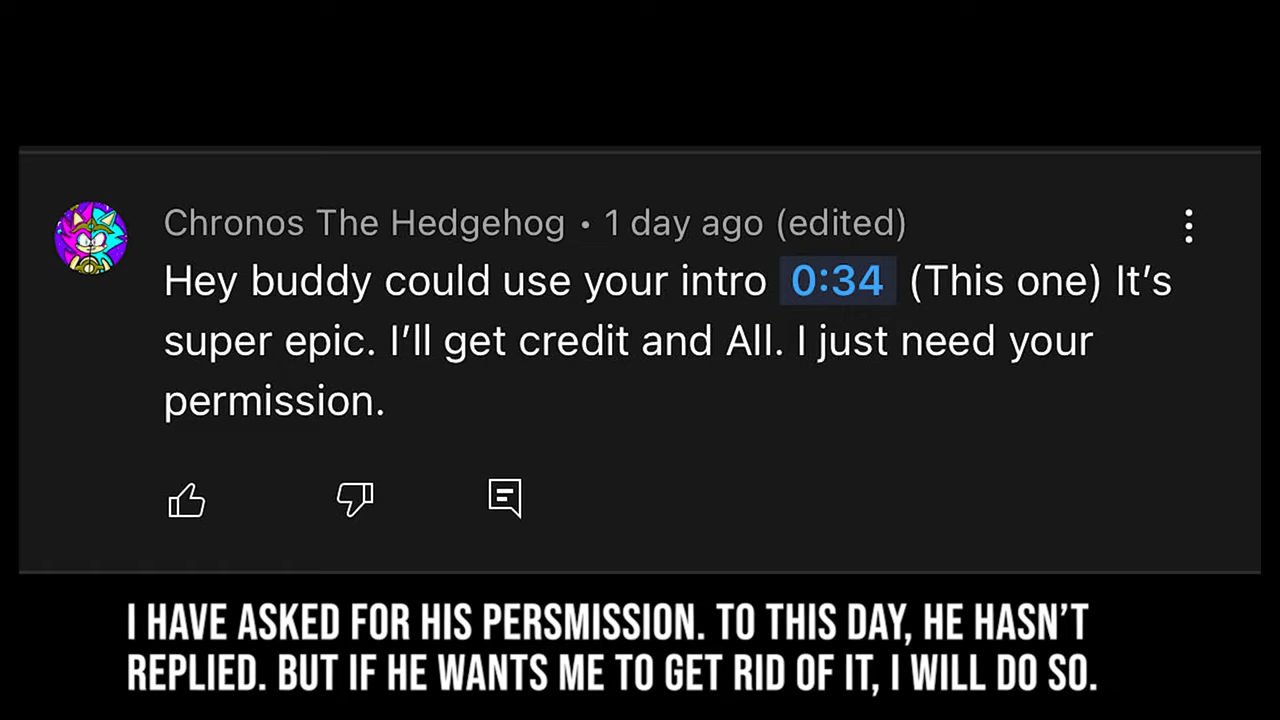 Chronos The Hedgehog • 1 day ago (edited)
Hey buddy could use your intro 0:34 (This one) It’s
super epic. I’ll get credit and All. I just need your
permission.
I HAVE ASKED FOR HIS PERSMISSION. TO THIS DAY, HE HASN’T
REPLIED. BUT IF HE WANTS ME TO GET RID OF IT, I WILL DO SO.